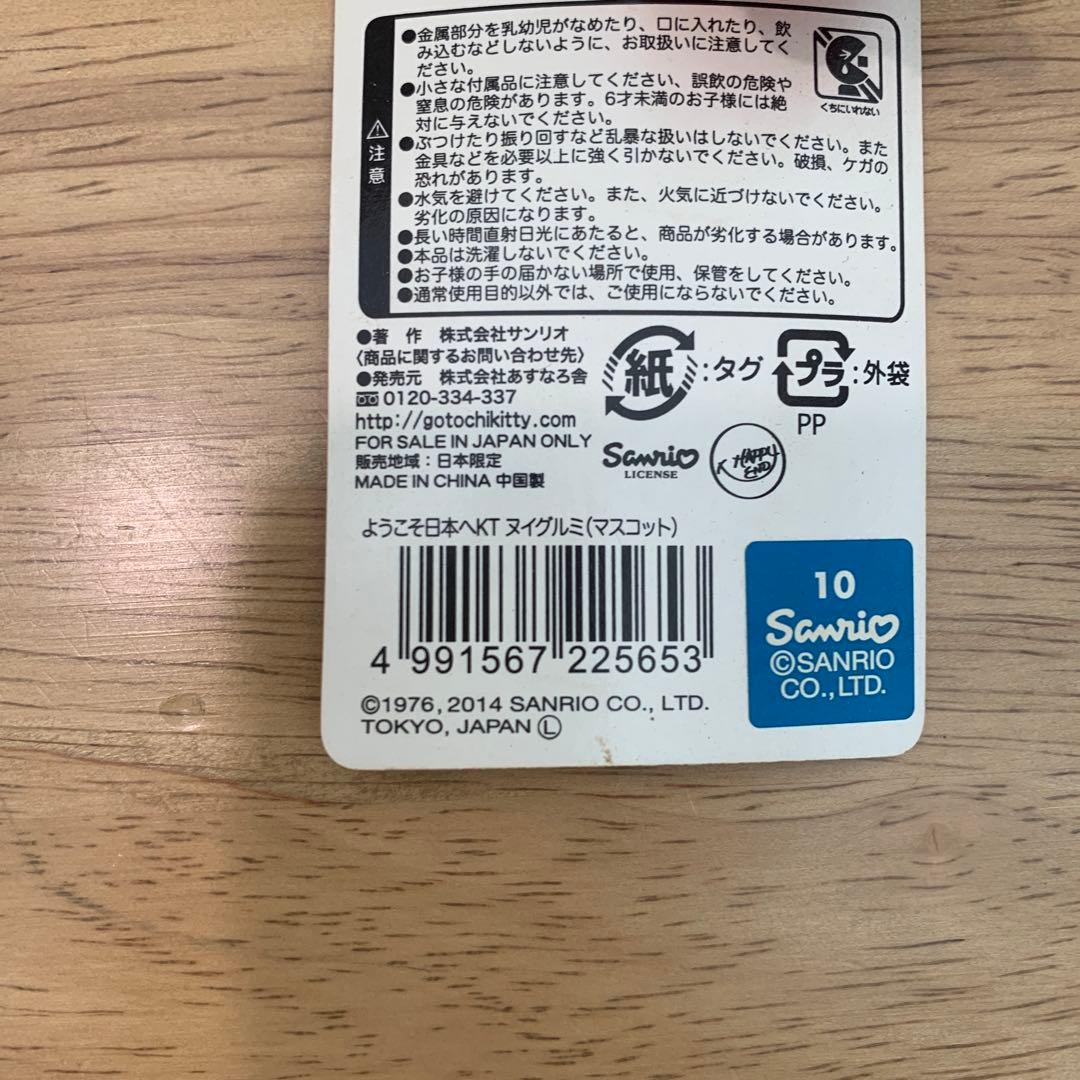 ●金属部分を乳幼児がなめたり、口に入れたり、飲
み込むなどしないように、お取扱いに注意してく
ださい。
●小さな付属品に注意してください、誤飲の危険や
窒息の危険があります。6才未満のお子様には絶
対に与えないでください。
くちにいれない
注意
●ぶつけたり振り回すなど乱暴な扱いはしないでください。また
金具などを必要以上に強く引かないでください。破損、ケガの
恐れがあります。
●水気を避けてください。また、火気に近づけないでください。
劣化の原因になります。
●長い時間直射日光にあたると、商品が劣化する場合があります。
●本品は洗濯しないでください。
●お子様の手の届かない場所で使用、保管をしてください。
●通常使用目的以外では、ご使用にならないでください。
●著 作 株式会社サンリオ
〈商品に関するお問い合わせ先〉
●発売元 株式会社あすなろ舎
0120-334-337
http://gotochikitty.com
FOR SALE IN JAPAN ONLY
販売地域：日本限定
MADE IN CHINA 中国製
紙：タグ
プラ：外袋
PP
Sanrio
LICENSE
K HAPPY
END
ようこそ日本へKT ヌイグルミ(マスコット)
4 991567 225653
©1976, 2014 SANRIO CO., LTD.
TOKYO, JAPAN Ⓛ
10
Sanrio
©SANRIO
CO., LTD.